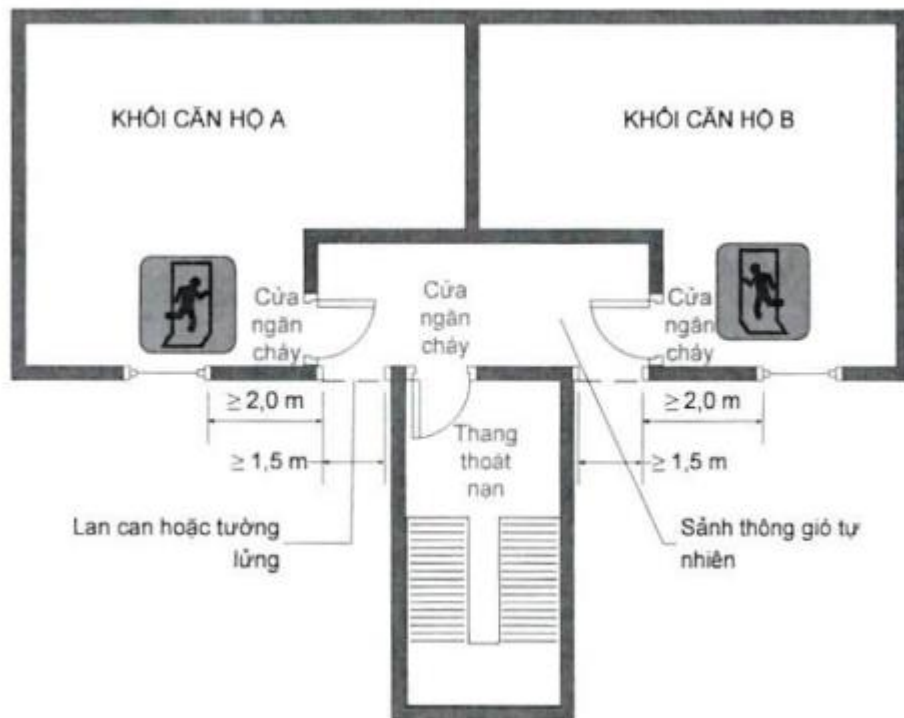 KHỐI CĂN HỘ A
KHỐI CĂN HỘ B
Cửa
ngăn
cháy
Cửa
ngăn
cháy
Cửa
ngăn
cháy
≥ 2,0 m
≥ 2,0 m
≥ 1,5 m
≥ 1,5 m
Thang
thoát
nạn
Lan can hoặc tường
lửng
Sảnh thông gió tự
nhiên